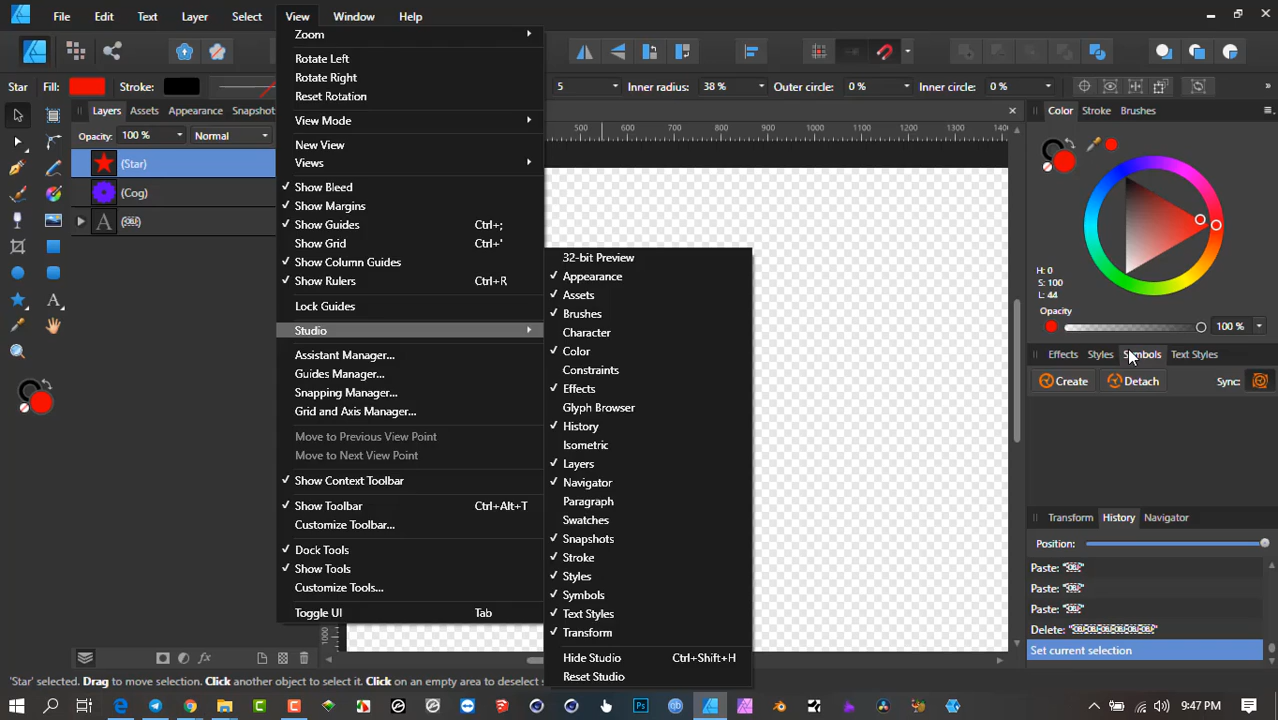 File Edit Text Layer Select View Window Help
Star Fill: Stroke: 5 Inner radius: 38 % Outer circle: 0 % Inner circle: 0 %
Layers Assets Appearance Snapshot
Opacity: 100 % Normal
(Star)
(Cog)
Zoom
Rotate Left
Rotate Right
Reset Rotation
View Mode
New View
Views
Show Bleed
Show Margins
Show Guides Ctrl+;
Show Grid Ctrl+'
Show Column Guides
Show Rulers Ctrl+R
Lock Guides
Studio
Assistant Manager...
Guides Manager...
Snapping Manager...
Grid and Axis Manager...
Move to Previous View Point
Move to Next View Point
Show Context Toolbar
Show Toolbar Ctrl+Alt+T
Customize Toolbar...
Dock Tools
Show Tools
Customize Tools...
Toggle UI Tab
32-bit Preview
Appearance
Assets
Brushes
Character
Color
Constraints
Effects
Glyph Browser
History
Isometric
Layers
Navigator
Paragraph
Swatches
Snapshots
Stroke
Styles
Symbols
Text Styles
Transform
Hide Studio Ctrl+Shift+H
Reset Studio
500 600 700 800 900 1000 1100 1200 1300
1000
Color Stroke Brushes
H: 0
S: 100
L: 44
Opacity
100 %
Effects Styles Symbols Text Styles
Create Detach Sync:
Transform History Navigator
Position:
Paste: "
Paste: "
Paste: "
Delete: "
Set current selection
'Star' selected. Drag to move selection. Click another object to select it. Click on an empty area to deselect s
Ps
qb
9:47 PM